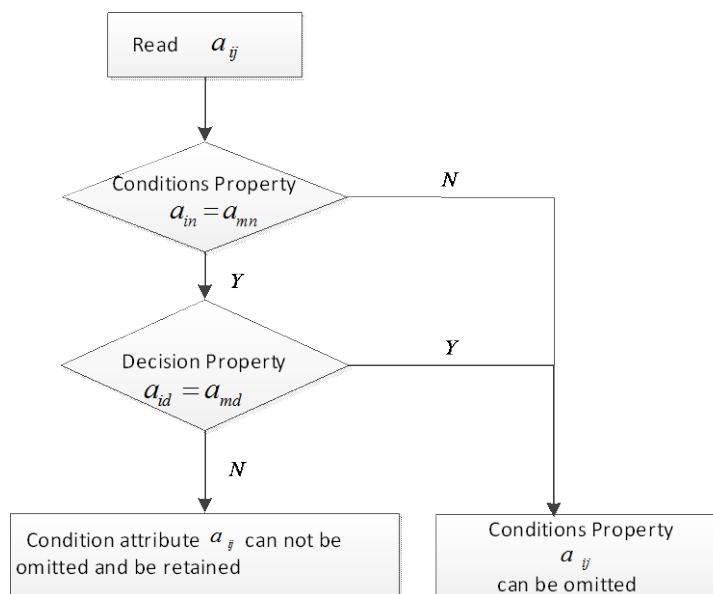 Read a_ij
Conditions Property
a_in = a_mn
N
Y
Decision Property
a_id = a_md
Y
N
Condition attribute a_ij can not be
omitted and be retained
Conditions Property
a_ij
can be omitted